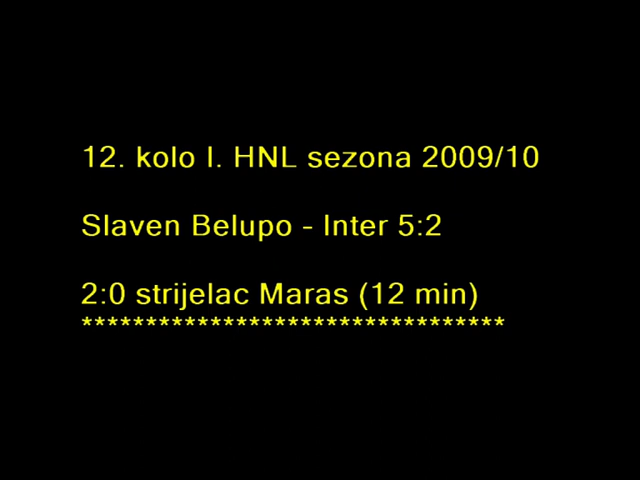 12. kolo I. HNL sezona 2009/10
Slaven Belupo - Inter 5:2
2:0 strijelac Maras (12 min)
*********************************